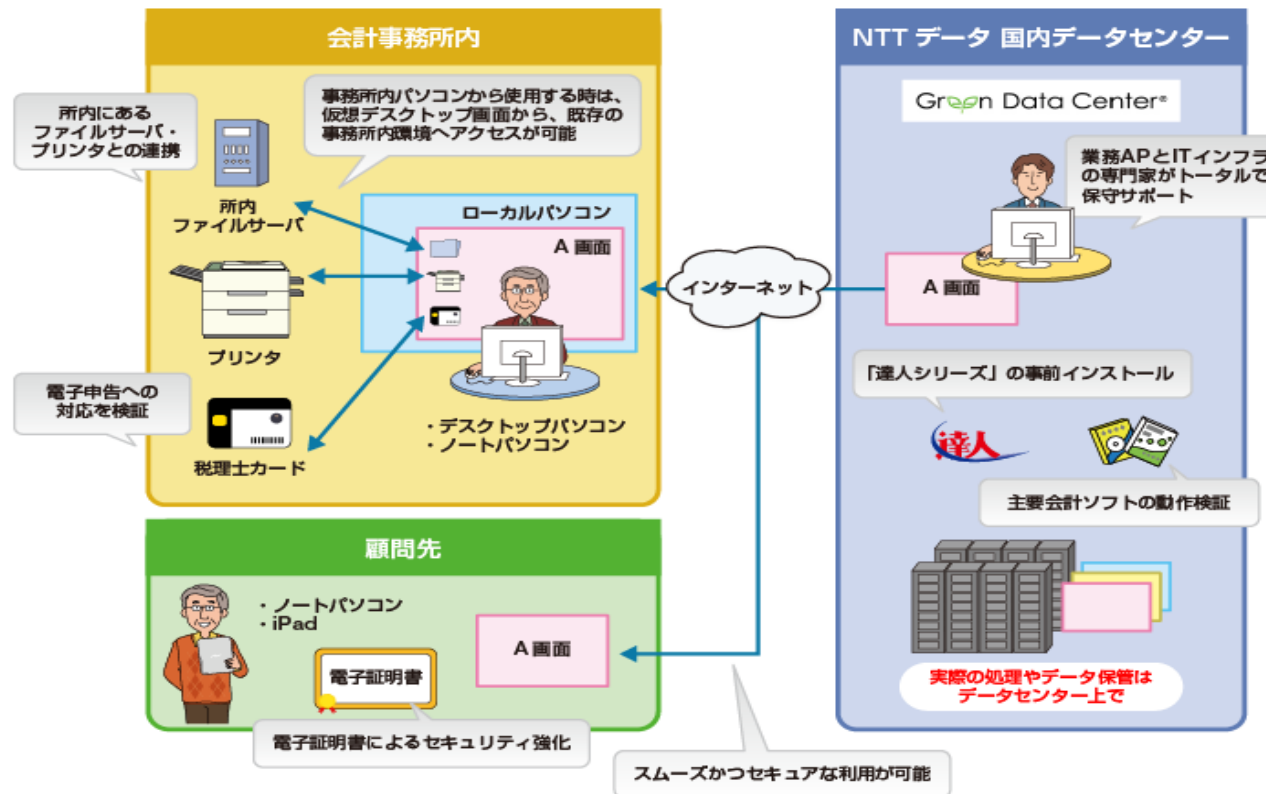 会計事務所内
所内にある
ファイルサーバ・
プリンタとの連携
事務所内パソコンから使用する時は、
仮想デスクトップ画面から、既存の
事務所内環境へアクセスが可能
所内
ファイルサーバ
ローカルパソコン
A 画面
プリンタ
電子申告への
対応を検証
税理士カード
・デスクトップパソコン
・ノートパソコン
インターネット
NTT データ 国内データセンター
Green Data Center®
業務APとITインフラ
の専門家がトータルで
保守サポート
A 画面
「達人シリーズ」の事前インストール
達人
主要会計ソフトの動作検証
実際の処理やデータ保管は
データセンター上で
顧問先
・ノートパソコン
・iPad
電子証明書
A 画面
電子証明書によるセキュリティ強化
スムーズかつセキュアな利用が可能